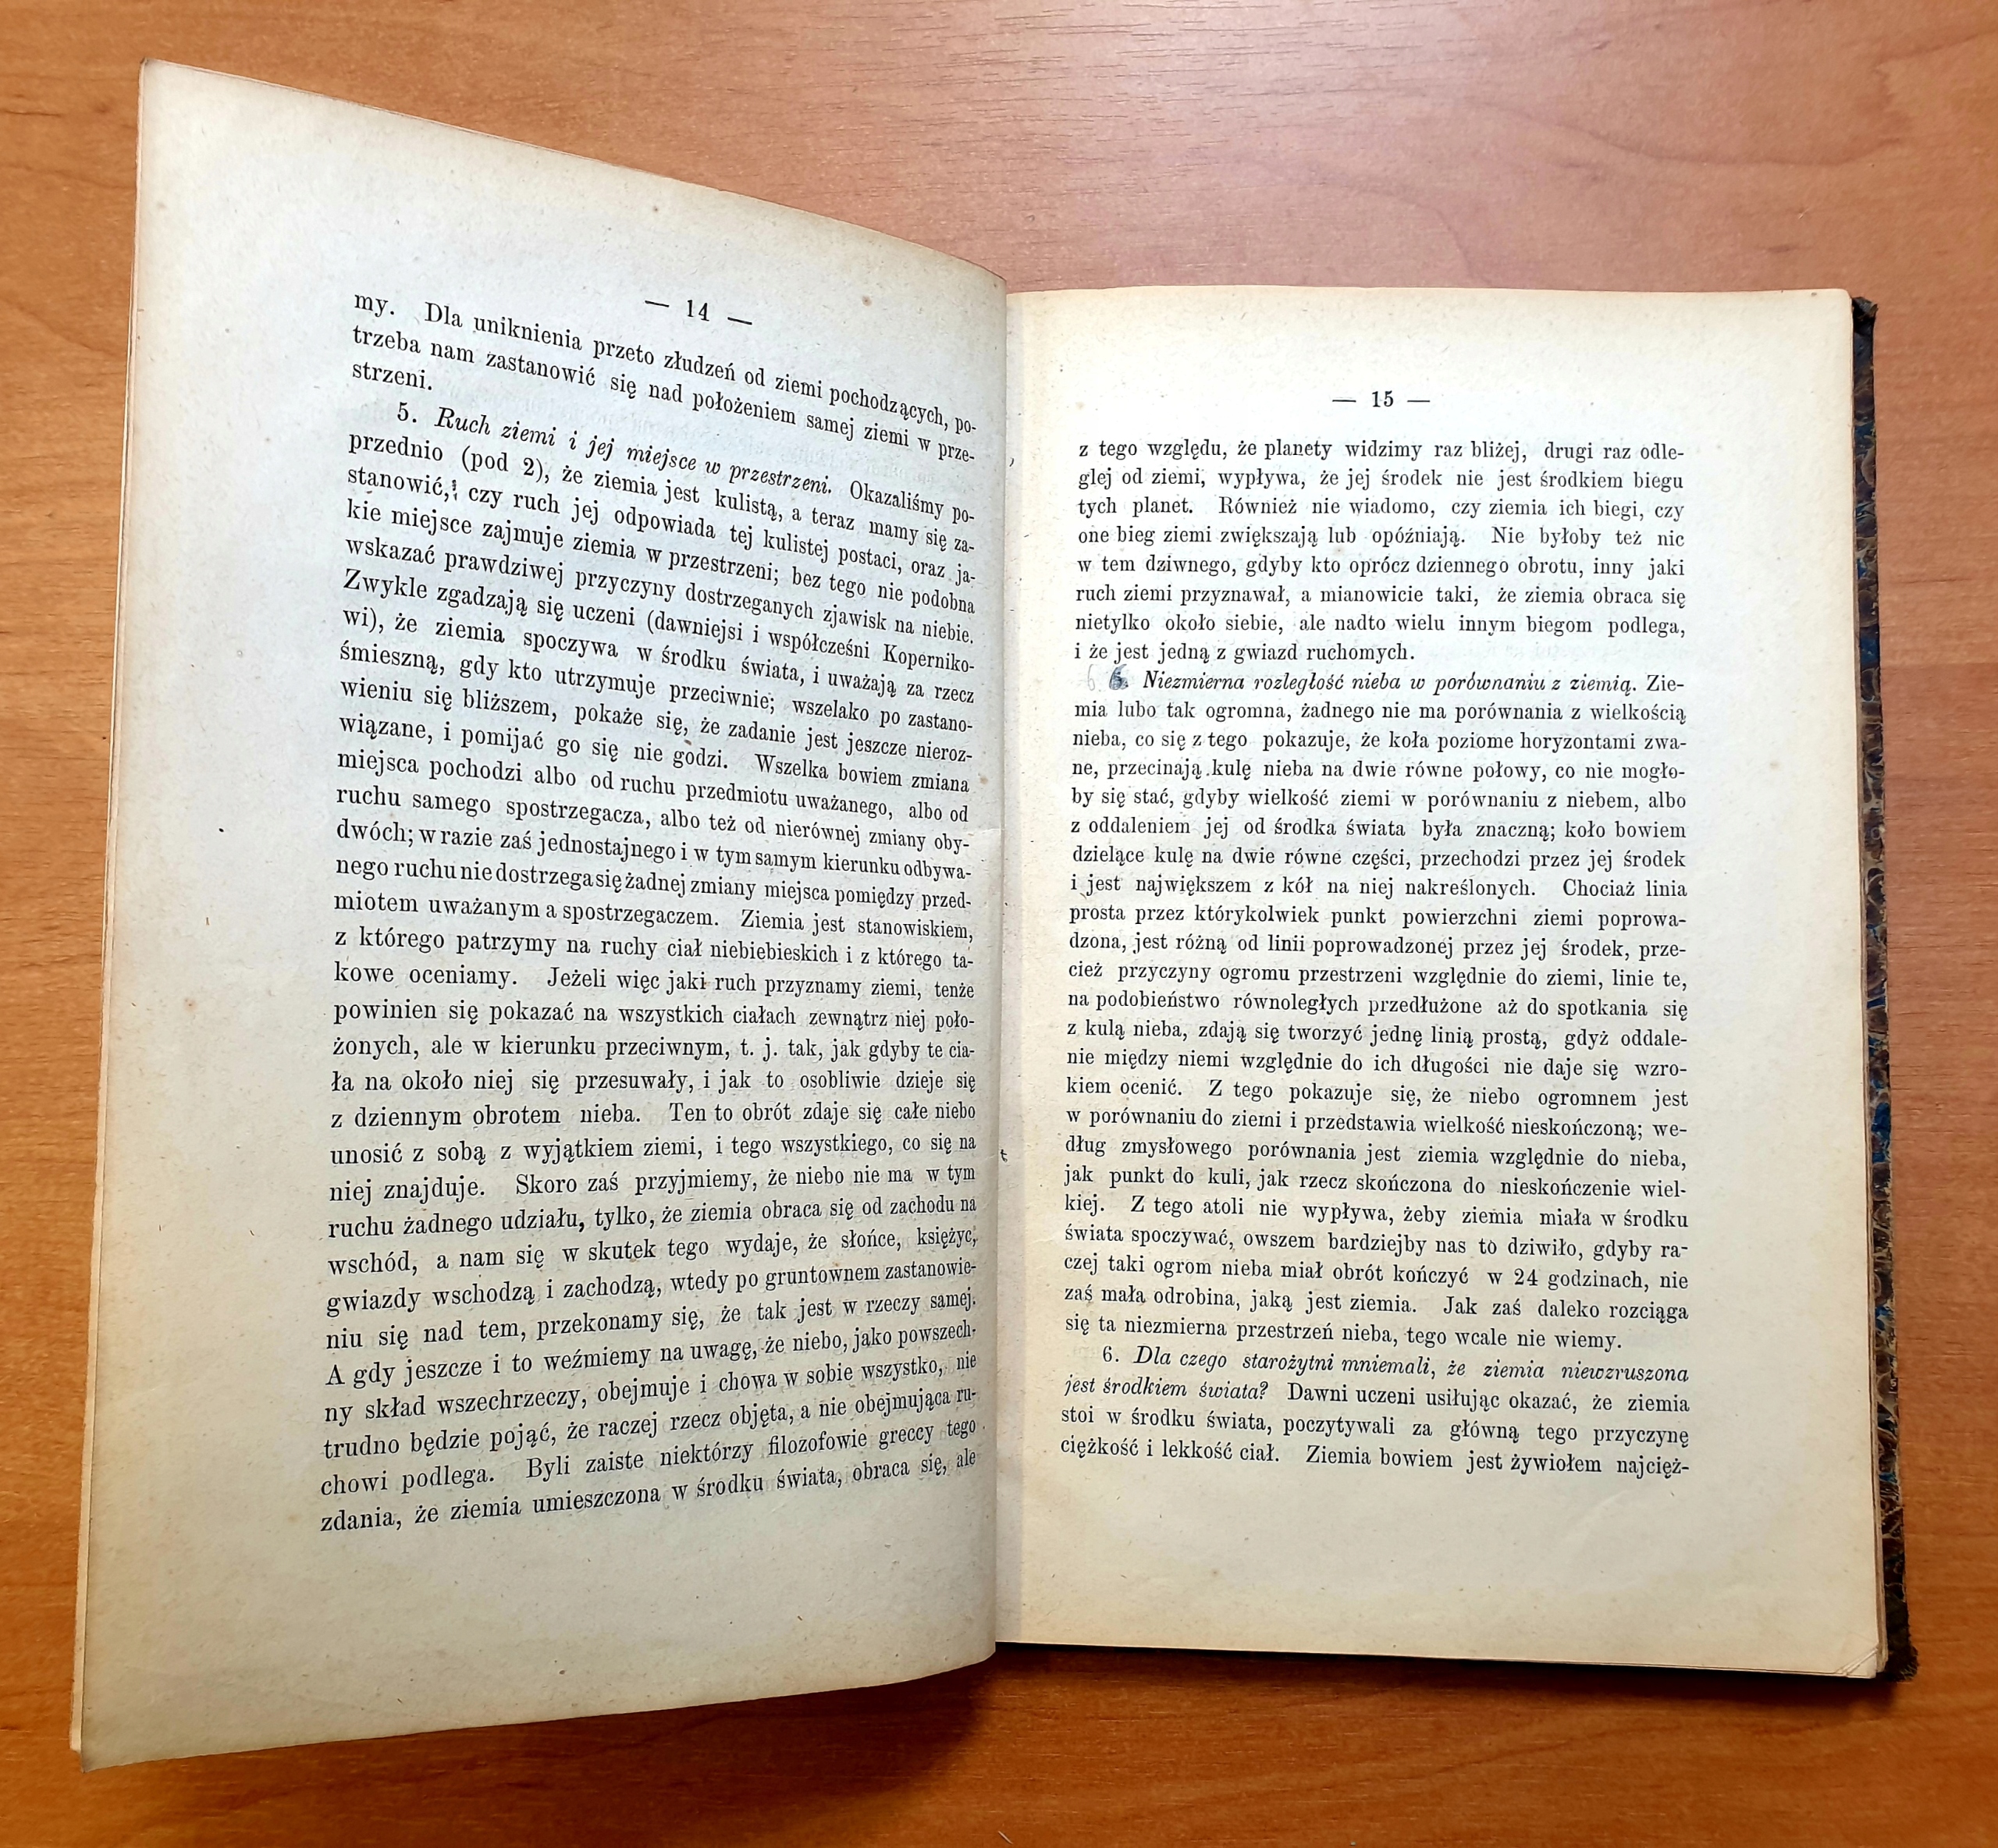 — 14 —
my. Dla uniknienia przeto złudzeń od ziemi pochodzących, po-
trzeba nam zastanowić się nad położeniem samej ziemi w prze-
strzeni.
5. Ruch ziemi i jej miejsce w przestrzeni. Okazaliśmy po-
przednio (pod 2), że ziemia jest kulistą, a teraz mamy się za-
stanowić, czy ruch jej odpowiada tej kulistej postaci, oraz ja-
kie miejsce zajmuje ziemia w przestrzeni; bez tego nie podobna
wskazać prawdziwej przyczyny dostrzeganych zjawisk na niebie.
Zwykle zgadzają się uczeni (dawniejsi i współcześni Koperniko-
wi), że ziemia spoczywa w środku świata, i uważają za rzecz
śmieszną, gdy kto utrzymuje przeciwnie; wszelako po zastano-
wieniu się bliższem, pokaże się, że zadanie jest jeszcze nieroz-
wiązane, i pomijać go się nie godzi. Wszelka bowiem zmiana
miejsca pochodzi albo od ruchu przedmiotu uważanego, albo od
ruchu samego spostrzegacza, albo też od nierównej zmiany oby-
dwóch; w razie zaś jednostajnego i w tym samym kierunku odbywa-
nego ruchu nie dostrzega się żadnej zmiany miejsca pomiędzy przed-
miotem uważanym a spostrzegaczem. Ziemia jest stanowiskiem,
z którego patrzymy na ruchy ciał niebiebieskich i z którego ta-
kowe oceniamy. Jeżeli więc jaki ruch przyznamy ziemi, tenże
powinien się pokazać na wszystkich ciałach zewnątrz niej poło-
żonych, ale w kierunku przeciwnym, t. j. tak, jak gdyby te cia-
ła na około niej się przesuwały, i jak to osobliwie dzieje się
z dziennym obrotem nieba. Ten to obrót zdaje się całe niebo
unosić z sobą z wyjątkiem ziemi, i tego wszystkiego, co się na
niej znajduje. Skoro zaś przyjmiemy, że niebo nie ma w tym
ruchu żadnego udziału, tylko, że ziemia obraca się od zachodu na
wschód, a nam się w skutek tego wydaje, że słońce, księżyc,
gwiazdy wschodzą i zachodzą, wtedy po gruntownem zastanowie-
niu się nad tem, przekonamy się, że tak jest w rzeczy samej.
A gdy jeszcze i to weźmiemy na uwagę, że niebo, jako powszech-
ny skład wszechrzeczy, obejmuje i chowa w sobie wszystko, nie
trudno będzie pojąć, że raczej rzecz objęta, a nie obejmująca ru-
chowi podlega. Byli zaiste niektórzy filozofowie greccy tego
zdania, że ziemia umieszczona w środku świata, obraca się, ale
— 15 —
z tego względu, że planety widzimy raz bliżej, drugi raz odle-
glej od ziemi, wypływa, że jej środek nie jest środkiem biegu
tych planet. Również nie wiadomo, czy ziemia ich biegi, czy
one bieg ziemi zwiększają lub opóźniają. Nie byłoby też nic
w tem dziwnego, gdyby kto oprócz dziennego obrotu, inny jaki
ruch ziemi przyznawał, a mianowicie taki, że ziemia obraca się
nietylko około siebie, ale nadto wielu innym biegom podlega,
i że jest jedną z gwiazd ruchomych.
6 6. Niezmierna rozległość nieba w porównaniu z ziemią. Zie-
mia lubo tak ogromna, żadnego nie ma porównania z wielkością
nieba, co się z tego pokazuje, że koła poziome horyzontami zwa-
ne, przecinają kulę nieba na dwie równe połowy, co nie mogło-
by się stać, gdyby wielkość ziemi w porównaniu z niebem, albo
z oddaleniem jej od środka świata była znaczną; koło bowiem
dzielące kulę na dwie równe części, przechodzi przez jej środek
i jest największem z kół na niej nakreślonych. Chociaż linia
prosta przez którykolwiek punkt powierzchni ziemi poprowa-
dzona, jest różną od linii poprowadzonej przez jej środek, prze-
cież przyczyny ogromu przestrzeni względnie do ziemi, linie te,
na podobieństwo równoległych przedłużone aż do spotkania się
z kulą nieba, zdają się tworzyć jednę linią prostą, gdyż oddale-
nie między niemi względnie do ich długości nie daje się wzro-
kiem ocenić. Z tego pokazuje się, że niebo ogromnem jest
w porównaniu do ziemi i przedstawia wielkość nieskończoną; we-
dług zmysłowego porównania jest ziemia względnie do nieba,
jak punkt do kuli, jak rzecz skończona do nieskończenie wiel-
kiej. Z tego atoli nie wypływa, żeby ziemia miała w środku
świata spoczywać, owszem bardziejby nas to dziwiło, gdyby ra-
czej taki ogrom nieba miał obrót kończyć w 24 godzinach, nie
zaś mała odrobina, jaką jest ziemia. Jak zaś daleko rozciąga
się ta niezmierna przestrzeń nieba, tego wcale nie wiemy.
6. Dla czego starożytni mniemali, że ziemia niewzruszona
jest środkiem świata? Dawni uczeni usiłując okazać, że ziemia
stoi w środku świata, poczytywali za główną tego przyczynę
ciężkość i lekkość ciał. Ziemia bowiem jest żywiołem najcięż-